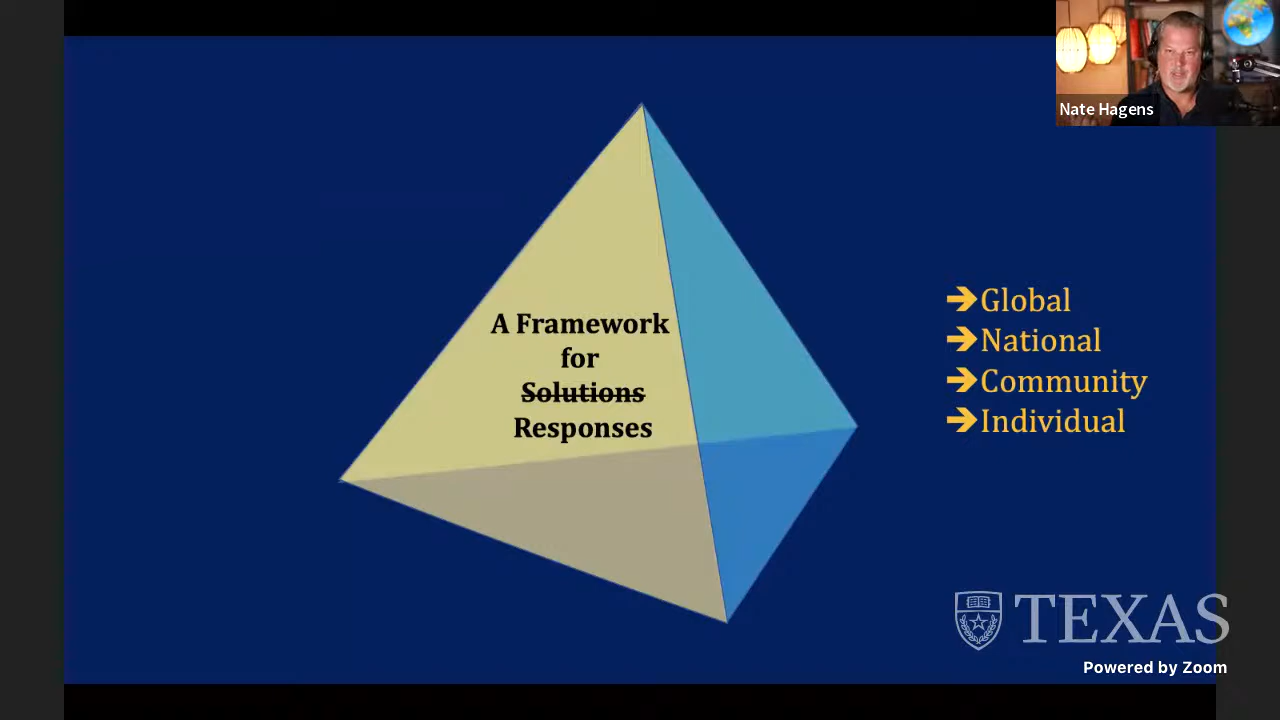 Nate Hagens
A Framework
for
Solutions
Responses
➔Global
➔National
➔Community
➔Individual
TEXAS
Powered by Zoom